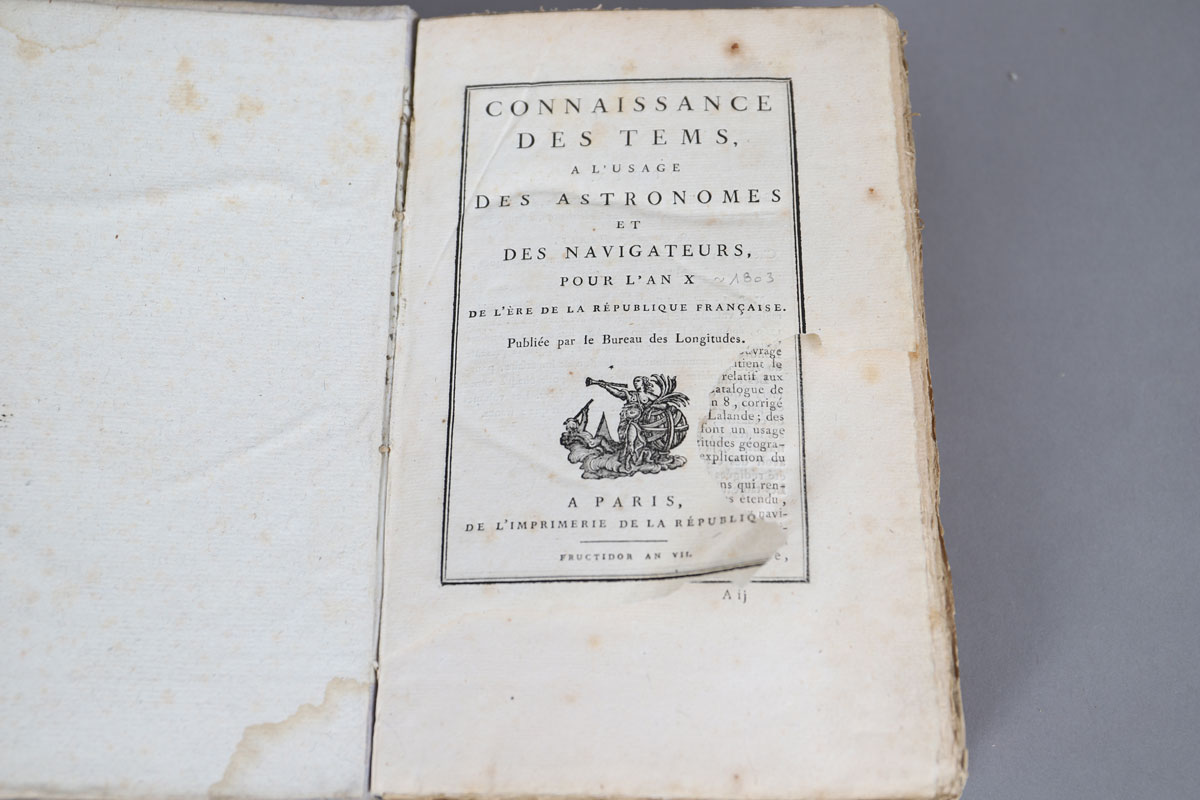 CONNAISSANCE
DES TEMS,
A L'USAGE
DES ASTRONOMES
ET
DES NAVIGATEURS,
POUR L'AN X ~1803
DE L'ÈRE DE LA RÉPUBLIQUE FRANÇAISE.
Publiée par le Bureau des Longitudes.
ouvrage
tient le
relatif aux
catalogue de
n 8, corrigé
Lalande; des
font un usage
titudes géogra-
explication du
ns qui ren-
s étendu,
navi-
A PARIS,
DE L'IMPRIMERIE DE LA RÉPUBLIQ
FRUCTIDOR AN VII.
e,
A ij